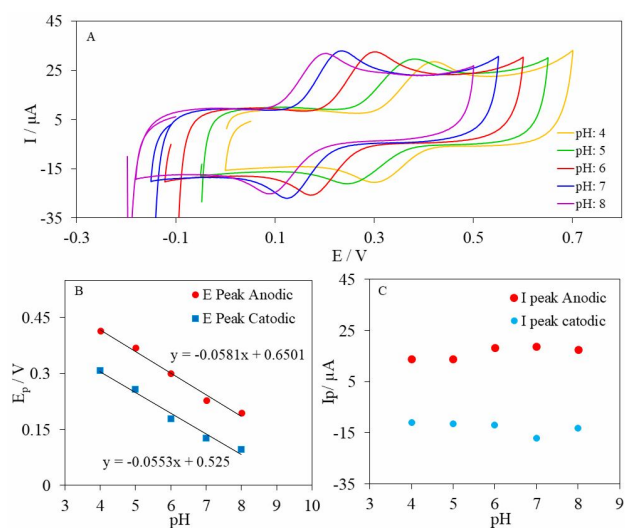 A
45
25
5
-15
-35
I / µA
-0.3
-0.1
0.1
0.3
0.5
0.7
E / V
pH: 4
pH: 5
pH: 6
pH: 7
pH: 8
B
E Peak Anodic
E Peak Catodic
0.45
0.3
0.15
0
Ep / V
y = -0.0581x + 0.6501
y = -0.0553x + 0.525
3 4 5 6 7 8 9 10
pH
C
I peak Anodic
I peak catodic
45
25
5
-15
-35
Ip/ µA
3 4 5 6 7 8 9
pH